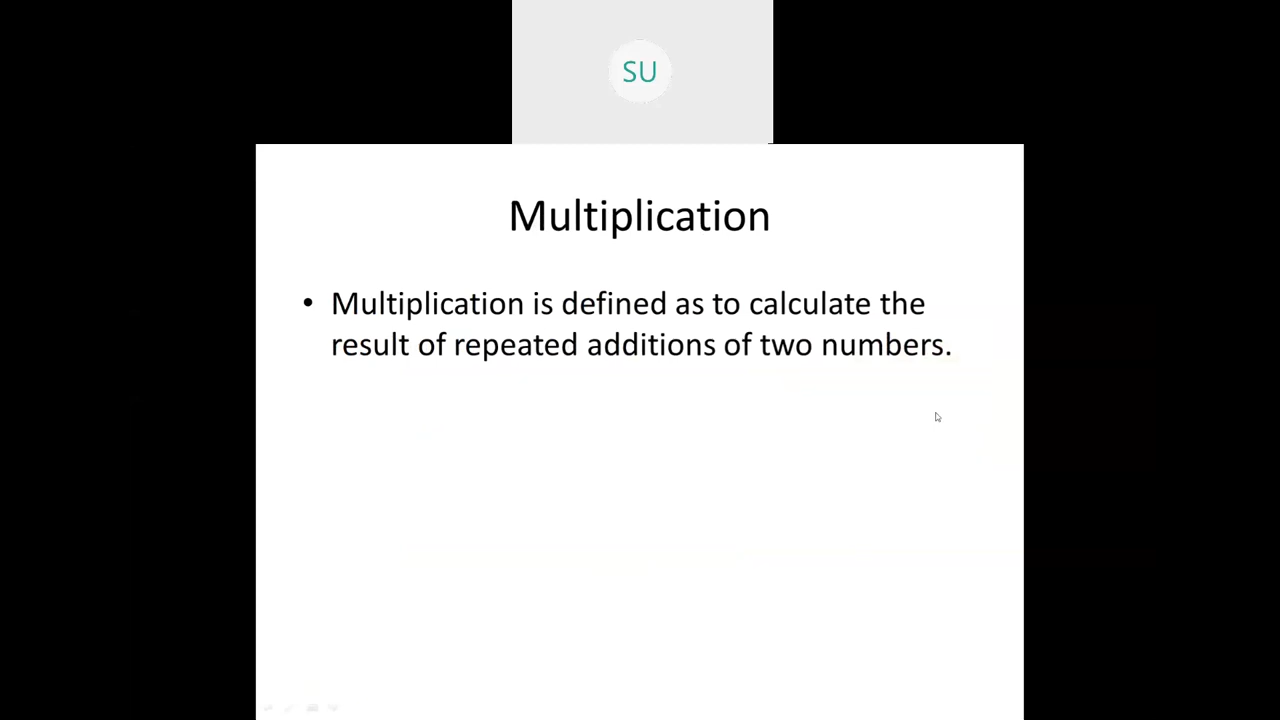 SU
Multiplication
• Multiplication is defined as to calculate the
result of repeated additions of two numbers.